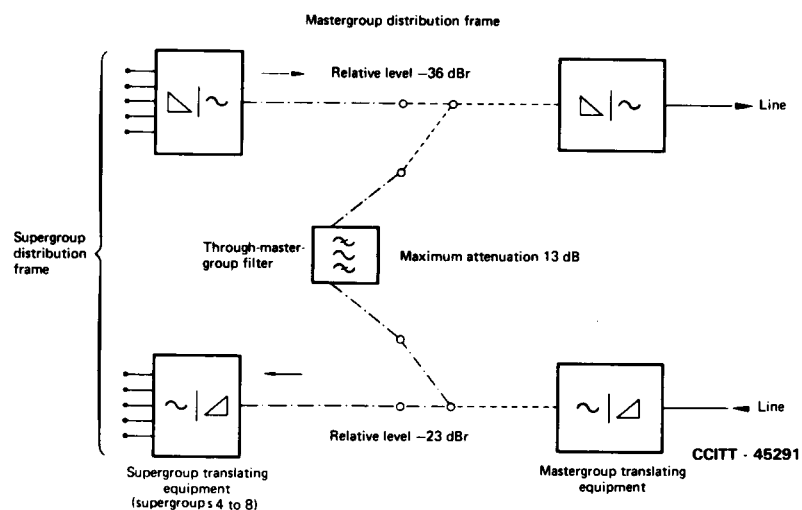 Mastergroup distribution frame
Relative level –36 dBr
Line
Supergroup
distribution
frame
Through-master-
group filter
Maximum attenuation 13 dB
Relative level –23 dBr
Line
CCITT - 45291
Supergroup translating
equipment
(supergroups 4 to 8)
Mastergroup translating
equipment